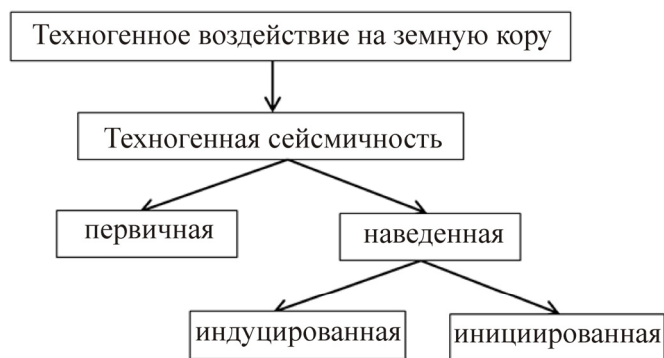 Техногенное воздействие на земную кору
Техногенная сейсмичность
первичная
наведенная
индуцированная
инициированная